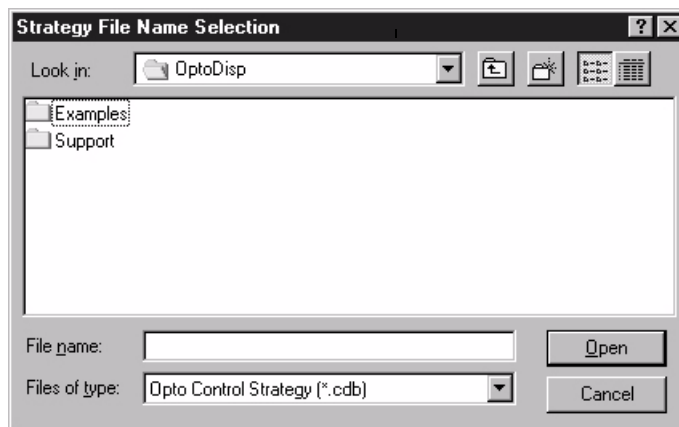 Strategy File Name Selection
Look in: OptoDisp
Examples
Support
File name: Open
Files of type: Opto Control Strategy (*.cdb) Cancel